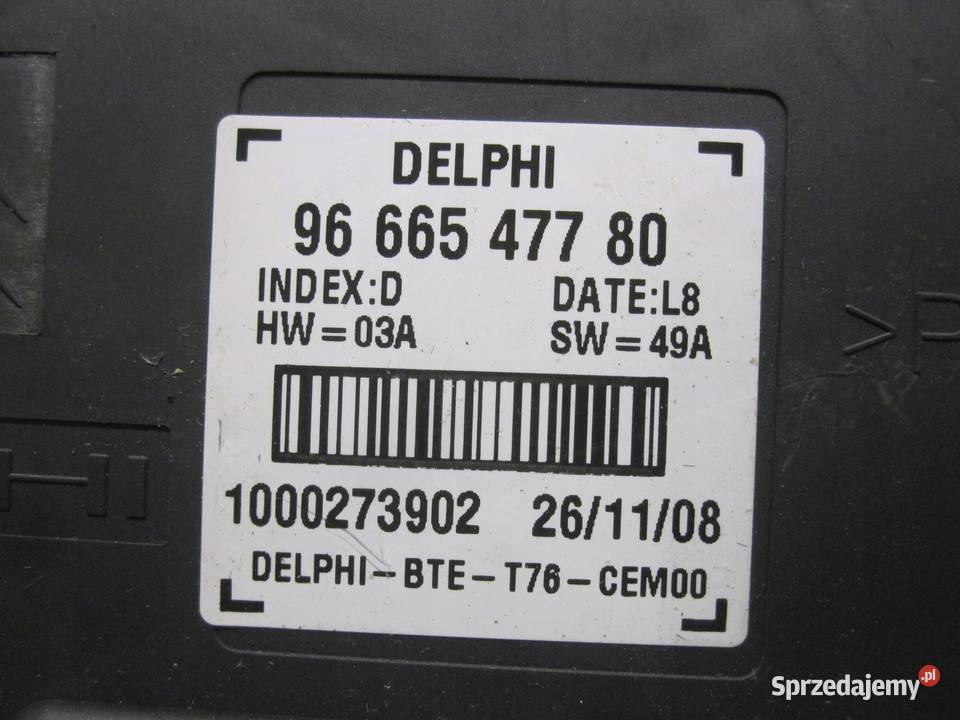 DELPHI
96 665 477 80
INDEX:D DATE:L8
HW=03A SW=49A
1000273902 26/11/08
DELPHI-BTE-T76-CEM00
Sprzedajemy.pl